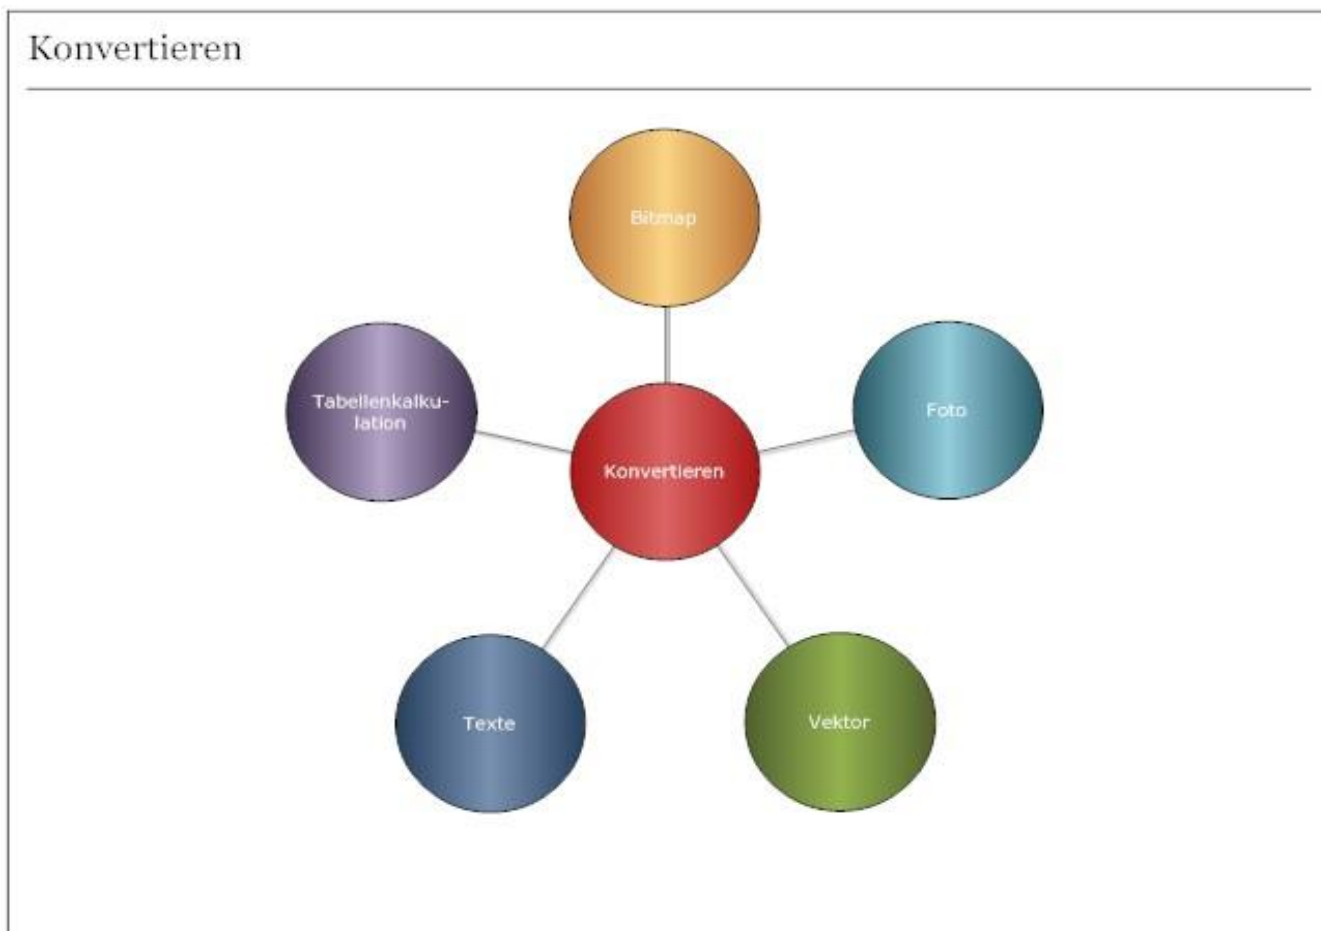 Konvertieren
Bitmap
Tabellenkalku-
lation
Foto
Konvertieren
Texte
Vektor